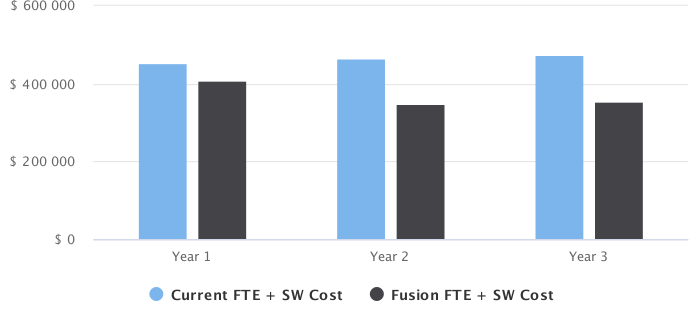 $ 600 000
$ 400 000
$ 200 000
$ 0
Year 1 Year 2 Year 3
Current FTE + SW Cost Fusion FTE + SW Cost